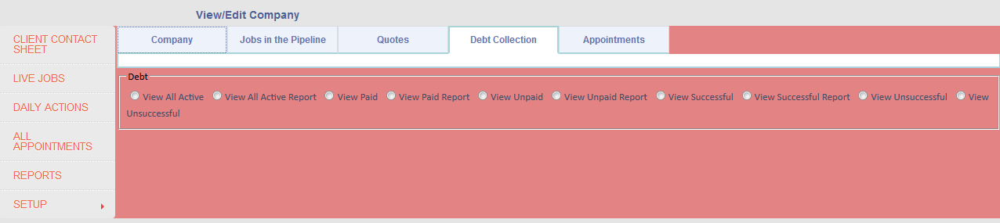 View/Edit Company
CLIENT CONTACT
SHEET
LIVE JOBS
DAILY ACTIONS
ALL
APPOINTMENTS
REPORTS
SETUP
Company Jobs in the Pipeline Quotes Debt Collection Appointments
Debt
View All Active View All Active Report View Paid View Paid Report View Unpaid View Unpaid Report View Successful View Successful Report View Unsuccessful View
Unsuccessful